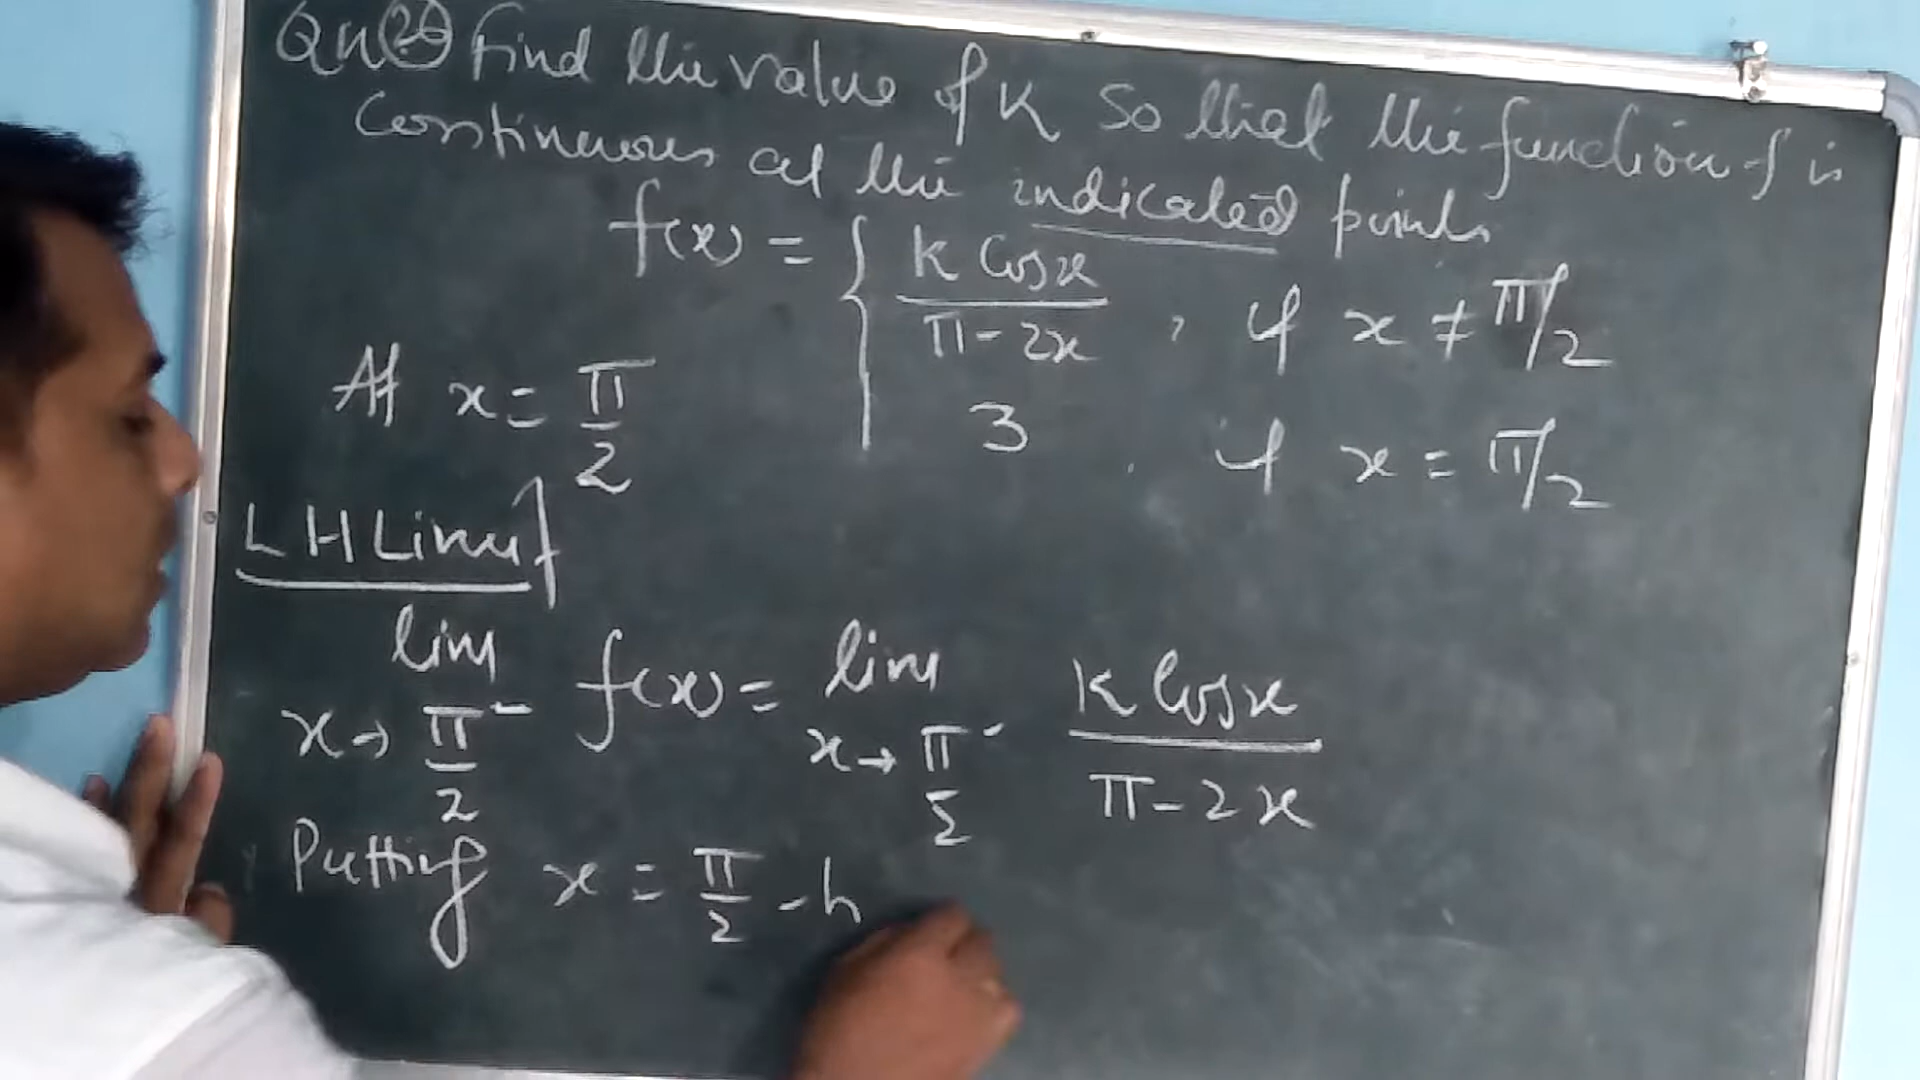 Qn 26 Find the value of K So that the function f is
Continuous at the indicated points
f(x) = { K Cos x / π - 2x , if x ≠ π/2
3 , if x = π/2
At x = π/2
L H Limit
lim x→π/2⁻ f(x) = lim x→π/2⁻ K Cos x / π - 2x
Putting x = π/2 - h